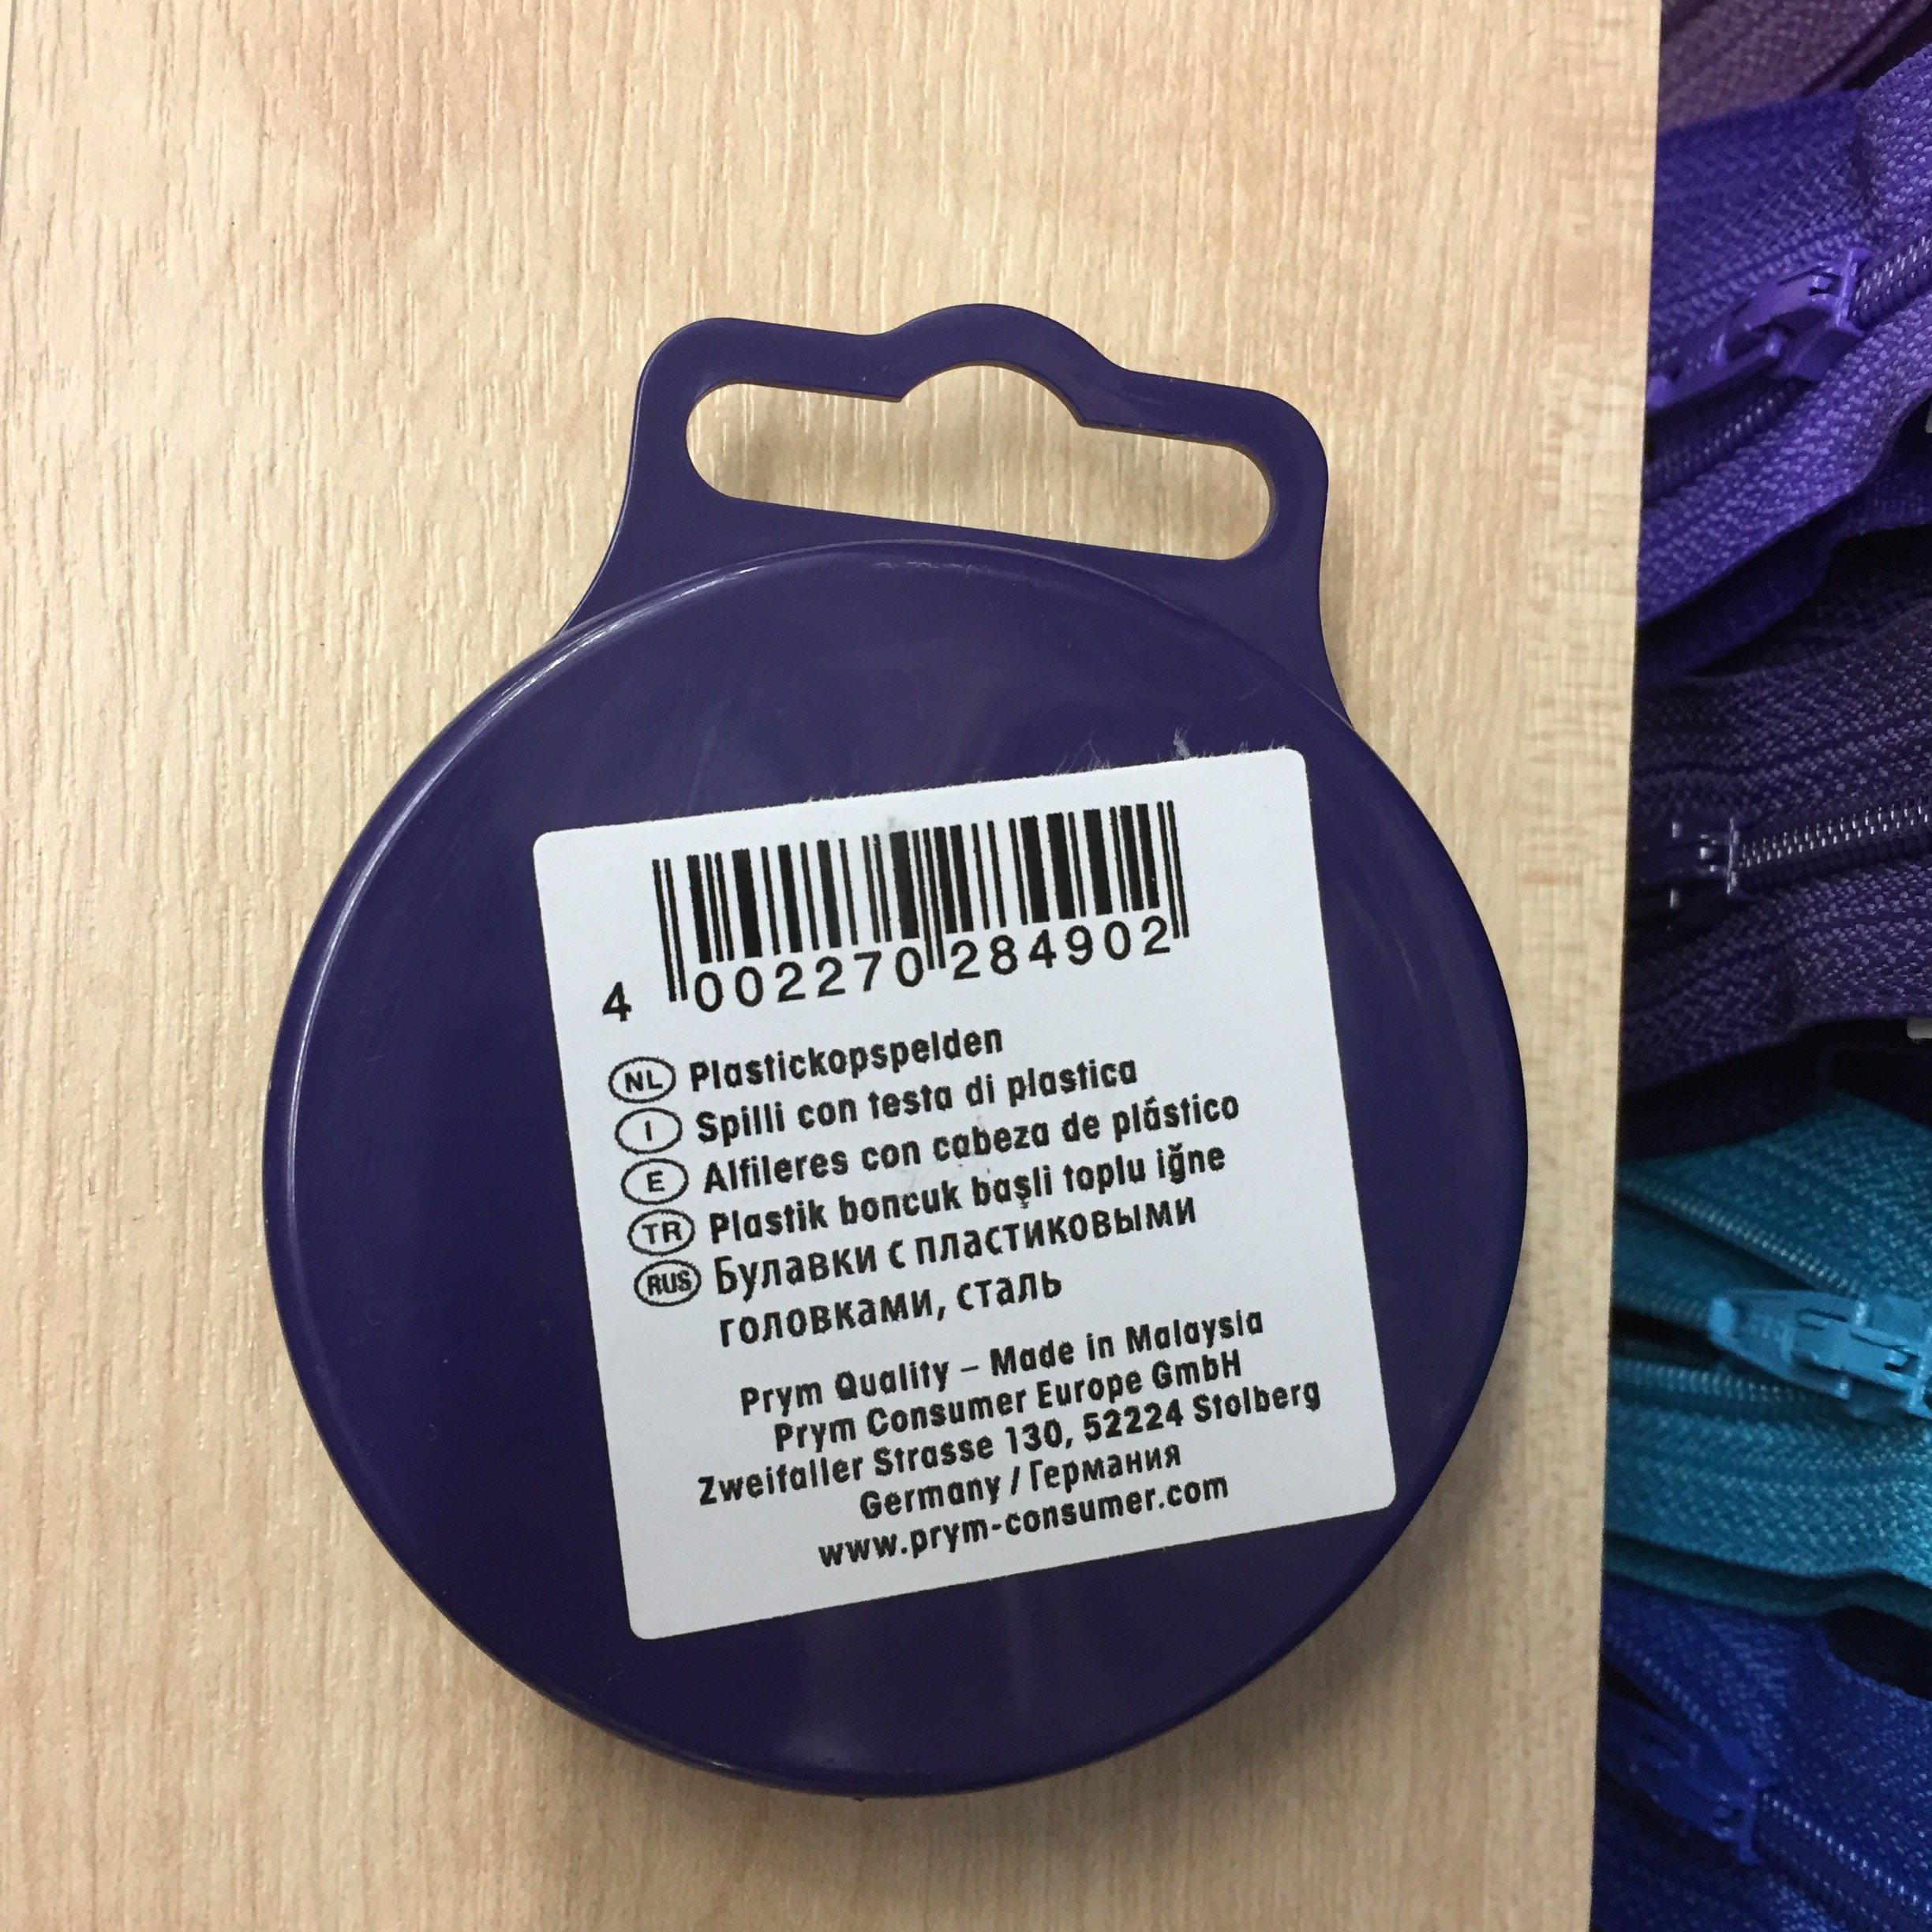 4 002270 284902
NL Plastickopspelden
I Spilli con testa di plastica
E Alfileres con cabeza de plástico
TR Plastik boncuk başli toplu iğne
RUS Булавки с пластиковыми
головками, сталь
Prym Quality – Made in Malaysia
Prym Consumer Europe GmbH
Zweifaller Strasse 130, 52224 Stolberg
Germany / Германия
www.prym-consumer.com